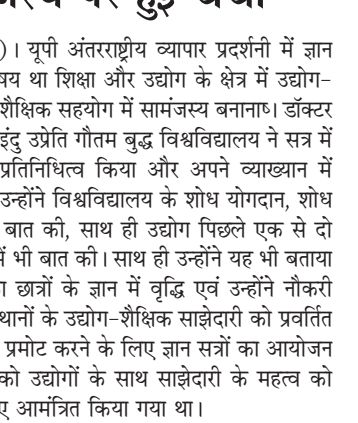 पर हुई चर्चा
)। यूपी अंतरराष्ट्रीय व्यापार प्रदर्शनी में ज्ञान
षय था शिक्षा और उद्योग के क्षेत्र में उद्योग-
शैक्षिक सहयोग में सामंजस्य बनानाष्। डॉक्टर
इंदु उप्रेति गौतम बुद्ध विश्वविद्यालय ने सत्र में
प्रतिनिधित्व किया और अपने व्याख्यान में
उन्होंने विश्वविद्यालय के शोध योगदान, शोध
बात की, साथ ही उद्योग पिछले एक से दो
में भी बात की। साथ ही उन्होंने यह भी बताया
ा छात्रों के ज्ञान में वृद्धि एवं उन्होंने नौकरी
थानों के उद्योग-शैक्षिक साझेदारी को प्रवर्तित
प्रमोट करने के लिए ज्ञान सत्रों का आयोजन
को उद्योगों के साथ साझेदारी के महत्व को
ए आमंत्रित किया गया था।